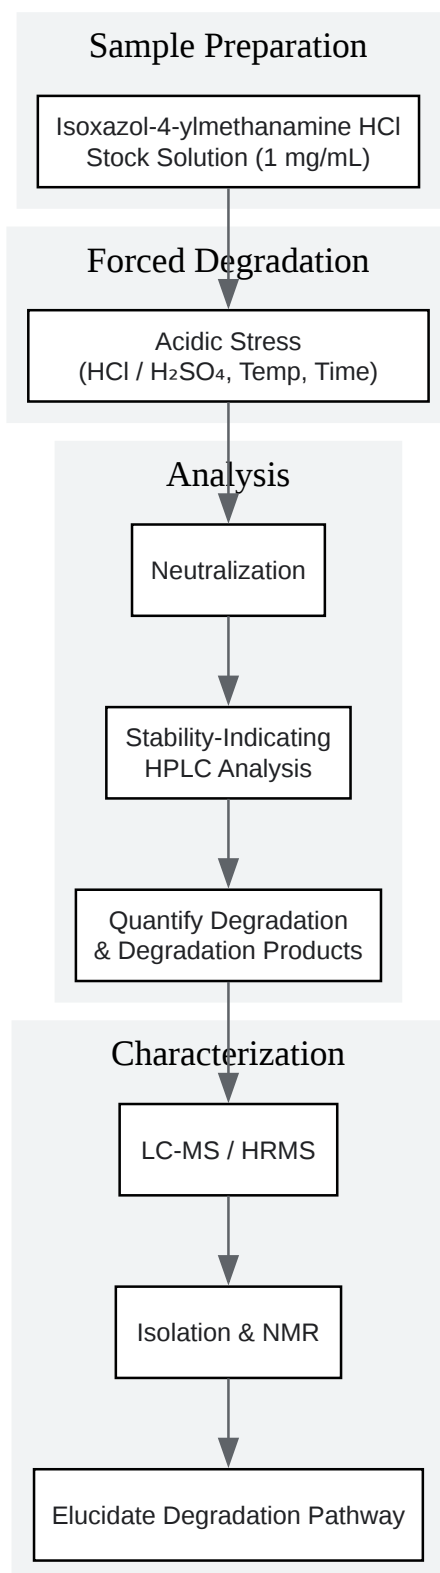 Sample Preparation
Isoxazol-4-ylmethanamine HCl
Stock Solution (1 mg/mL)
Forced Degradation
Acidic Stress
(HCl / H₂SO₄, Temp, Time)
Analysis
Neutralization
Stability-Indicating
HPLC Analysis
Quantify Degradation
& Degradation Products
Characterization
LC-MS / HRMS
Isolation & NMR
Elucidate Degradation Pathway